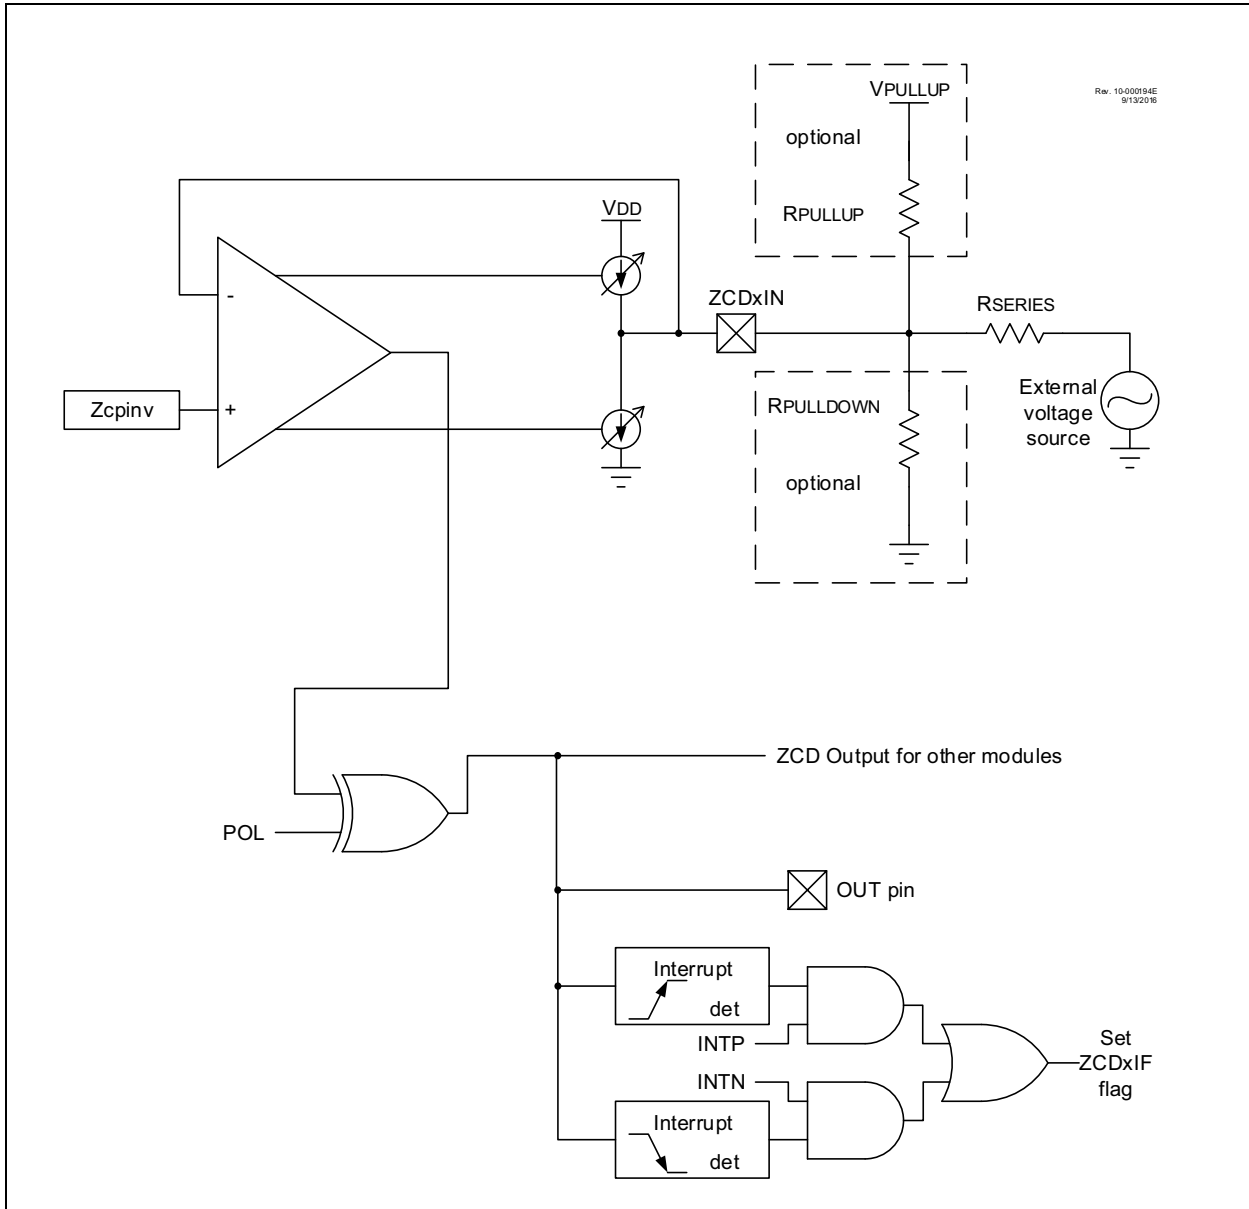 VPULLUP
Rev. 10-000194E
9/13/2016
optional
RPULLUP
VDD
ZCDxIN
RSERIES
-
Zcpinv
+
RPULLDOWN
External
voltage
source
optional
ZCD Output for other modules
POL
OUT pin
Interrupt
det
INTP
Set
ZCDxIF
flag
INTN
Interrupt
det